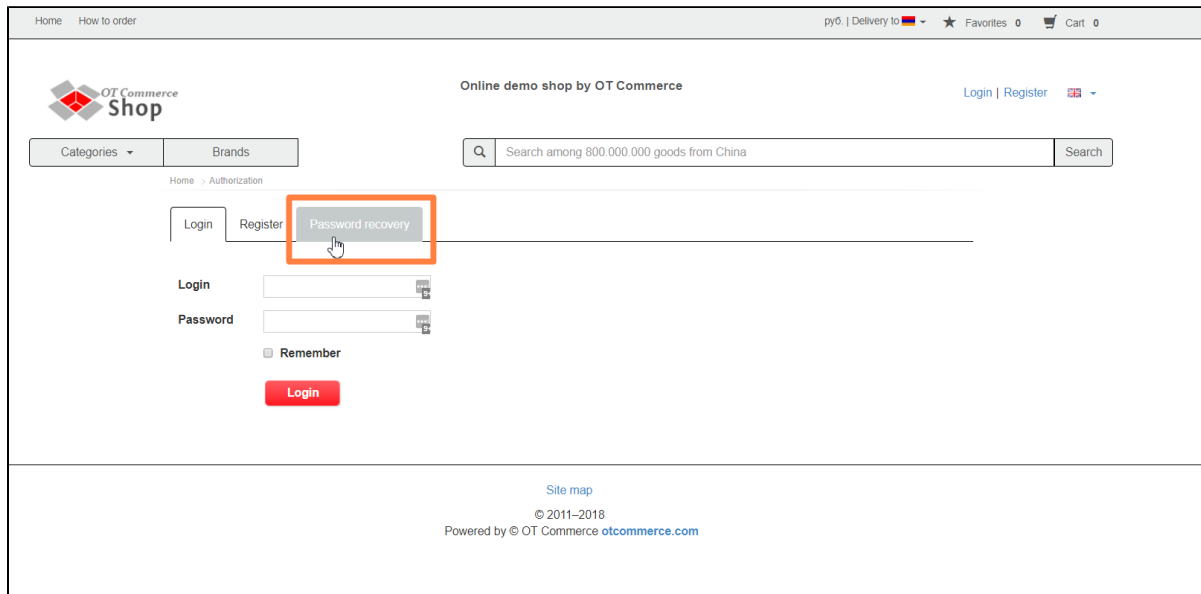 Home How to order руб. | Delivery to Favorites 0 Cart 0
OT Commerce
Shop
Online demo shop by OT Commerce
Login | Register
Categories Brands Search among 800.000.000 goods from China Search
Home > Authorization
Login Register Password recovery
Login
Password
Remember
Login
Site map
© 2011–2018
Powered by © OT Commerce otcommerce.com